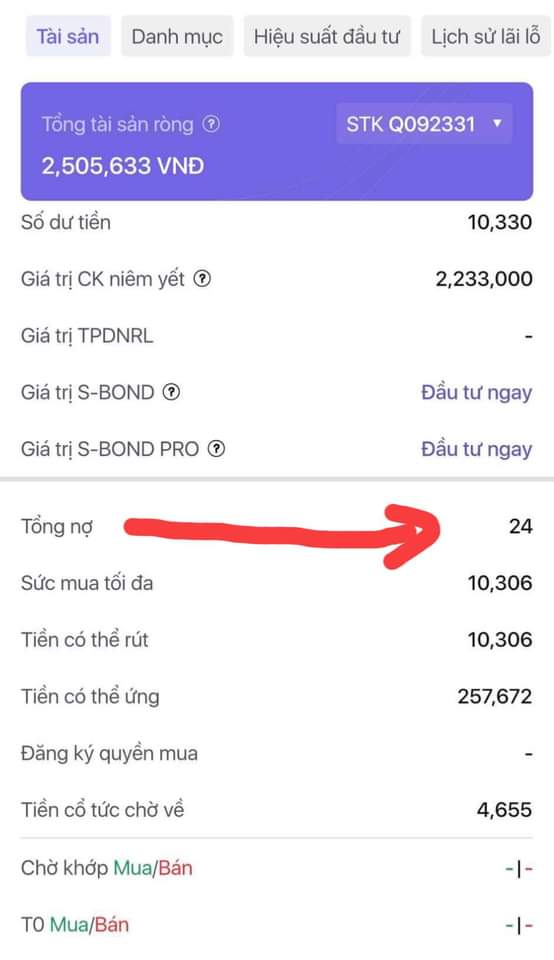 Tài sản Danh mục Hiệu suất đầu tư Lịch sử lãi lỗ
Tổng tài sản ròng ? STK Q092331 ▼
2,505,633 VNĐ
Số dư tiền 10,330
Giá trị CK niêm yết ? 2,233,000
Giá trị TPDNRL -
Giá trị S-BOND ? Đầu tư ngay
Giá trị S-BOND PRO ? Đầu tư ngay
Tổng nợ 24
Sức mua tối đa 10,306
Tiền có thể rút 10,306
Tiền có thể ứng 257,672
Đăng ký quyền mua -
Tiền cổ tức chờ về 4,655
Chờ khớp Mua/Bán -|-
T0 Mua/Bán -|-